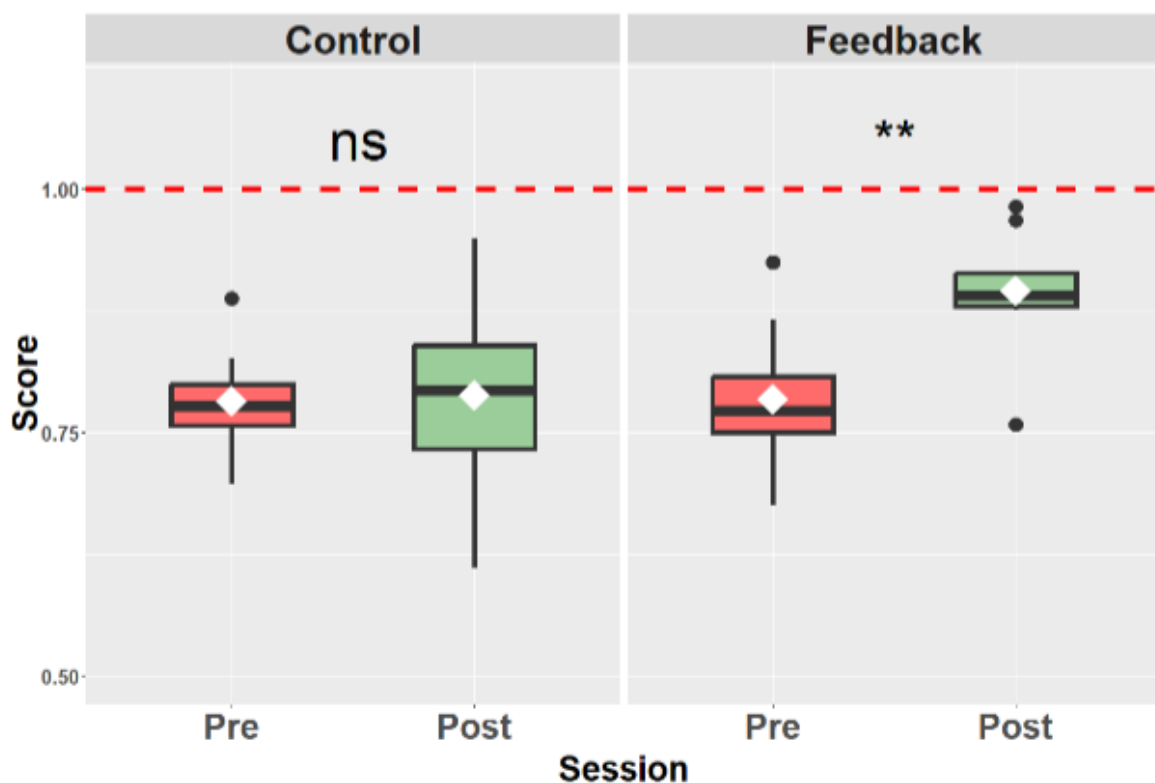 Control Feedback
ns **
1.00
0.75
0.50
Score
Pre Post Pre Post
Session